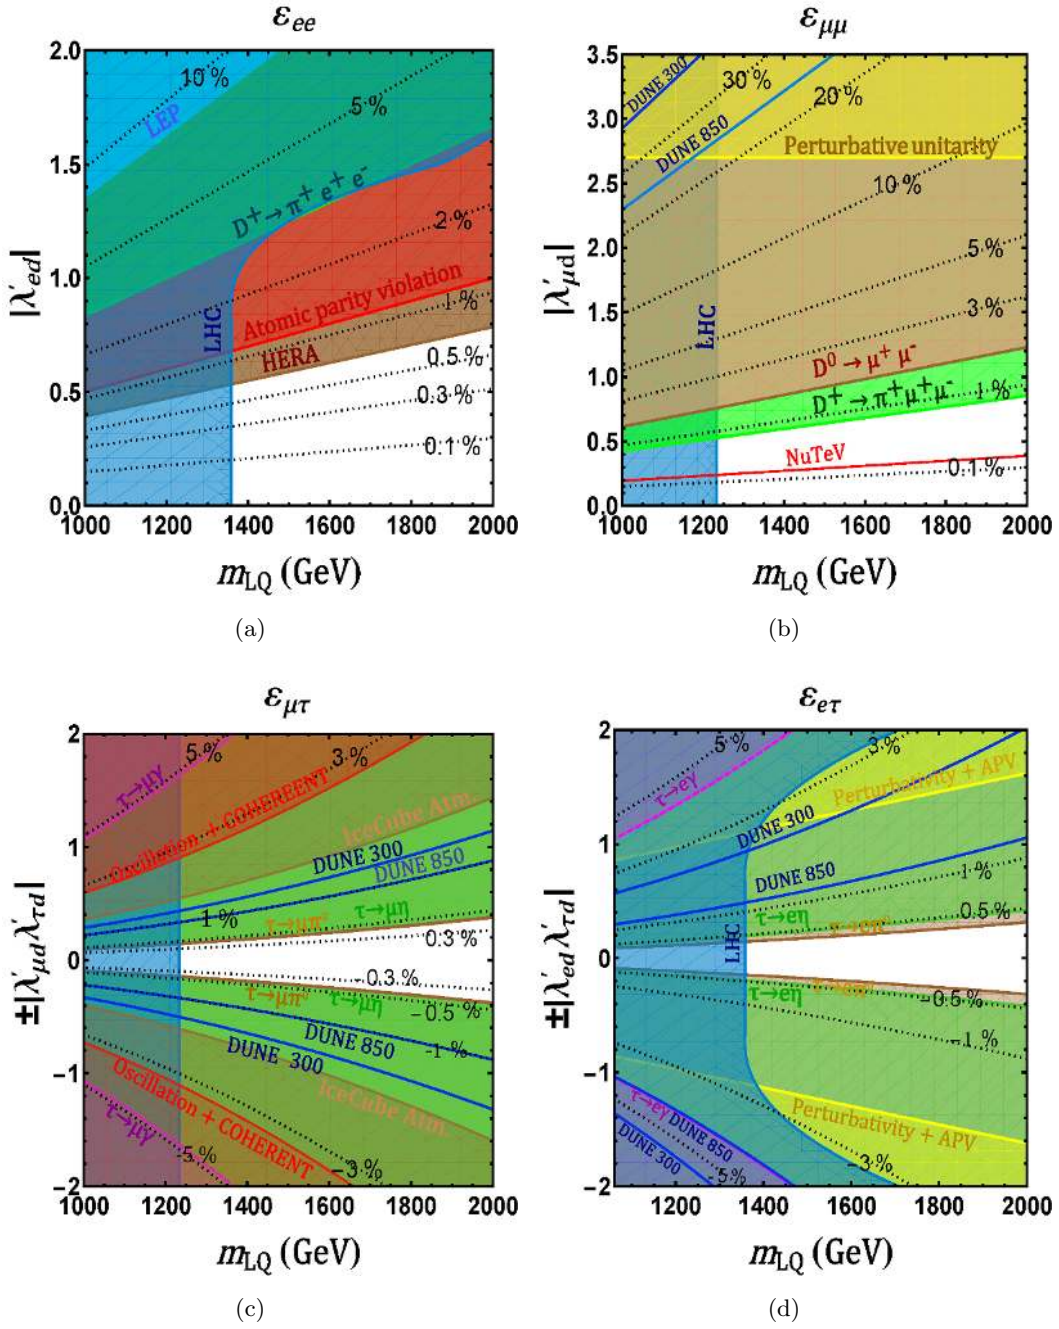 ε_ee
2.0
1.5
1.0
0.5
0.0
|λ'_ed|
10 %
LEP
5 %
D⁺→π⁺ e⁺ e⁻
2 %
Atomic parity violation
1 %
LHC
HERA
0.5 %
0.3 %
0.1 %
1000 1200 1400 1600 1800 2000
m_LQ (GeV)
(a)
ε_μμ
3.5
3.0
2.5
2.0
1.5
1.0
0.5
0.0
|λ'_μd|
DUNE 300
30 %
20 %
DUNE 850
Perturbative unitarity
10 %
5 %
3 %
LHC
D⁰→μ⁺ μ⁻
D⁺→π⁺μ⁺μ⁻
1 %
NuTeV
0.1 %
1000 1200 1400 1600 1800 2000
m_LQ (GeV)
(b)
ε_μτ
2
1
0
−1
−2
±|λ'_μd λ'_τd|
5 %
3 %
τ→μγ
Oscillation + COHEREENT
IceCube Atm.
DUNE 300
DUNE 850
1 %
τ→μπ⁰
τ→μη
0.3 %
-0.3 %
τ→μπ⁰
τ→μη
-0.5 %
DUNE 850
-1 %
DUNE 300
Oscillation + COHERENT
IceCube Atm.
τ→μγ
-5 %
-3 %
1000 1200 1400 1600 1800 2000
m_LQ (GeV)
(c)
ε_eτ
2
1
0
−1
−2
±|λ'_ed λ'_τd|
5 %
3 %
τ→eγ
Perturbativity + APV
DUNE 300
DUNE 850
1 %
0.5 %
τ→eη
τ→eπ⁰
LHC
τ→eη
τ→eπ⁰
-0.5 %
-1 %
τ→eγ
DUNE 850
DUNE 300
Perturbativity + APV
-5 %
-3 %
1200 1400 1600 1800 2000
m_LQ (GeV)
(d)